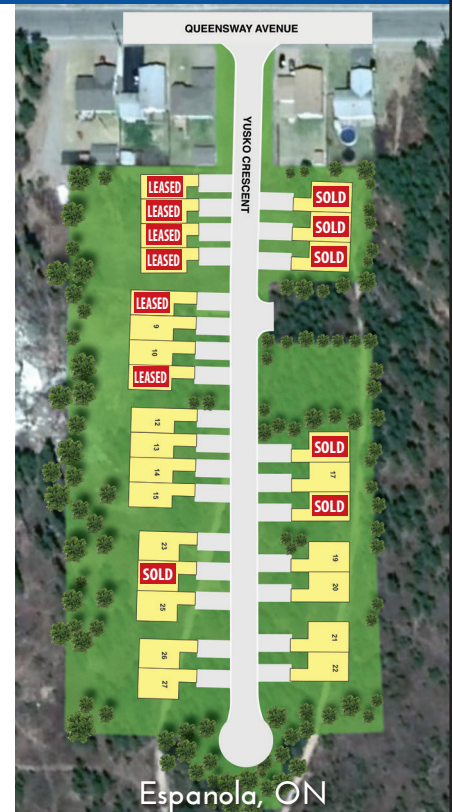 QUEENSWAY AVENUE
YUSKO CRESCENT
LEASED
LEASED
LEASED
LEASED
SOLD
SOLD
SOLD
LEASED
9
10
LEASED
12
13
14
15
SOLD
17
SOLD
23
SOLD
25
19
20
26
27
21
22
Espanola, ON